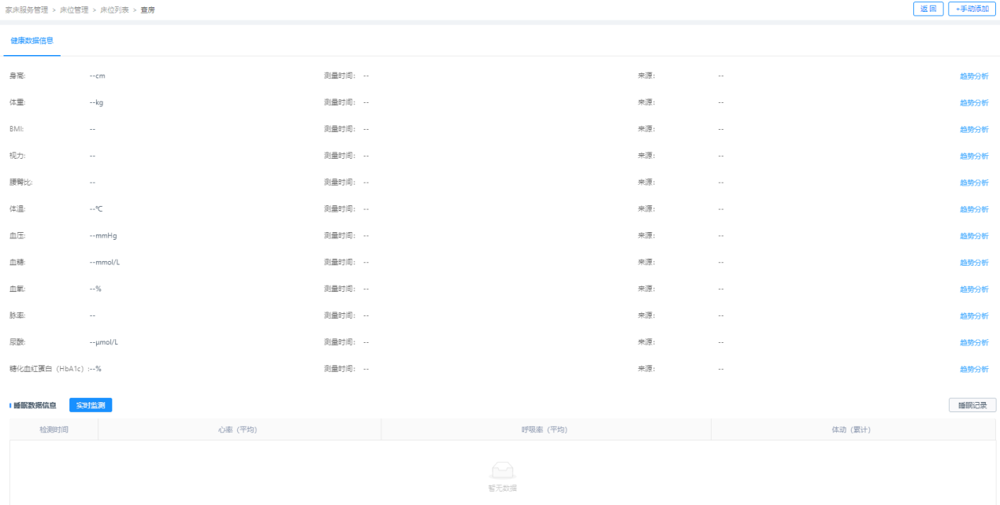 家床服务管理 > 床位管理 > 床位列表 > 查房 返 回 +手动添加
健康数据信息
身高: --cm 测量时间: -- 来源: -- 趋势分析
体重: --kg 测量时间: -- 来源: -- 趋势分析
BMI: -- 测量时间: -- 来源: -- 趋势分析
视力: -- 测量时间: -- 来源: -- 趋势分析
腰臀比: -- 测量时间: -- 来源: -- 趋势分析
体温: --℃ 测量时间: -- 来源: -- 趋势分析
血压: --mmHg 测量时间: -- 来源: -- 趋势分析
血糖: --mmol/L 测量时间: -- 来源: -- 趋势分析
血氧: --% 测量时间: -- 来源: -- 趋势分析
脉率: -- 测量时间: -- 来源: -- 趋势分析
尿酸: --μmol/L 测量时间: -- 来源: -- 趋势分析
糖化血红蛋白（HbA1c）: --% 测量时间: -- 来源: -- 趋势分析
睡眠数据信息 实时监测 睡眠记录
检测时间 心率（平均） 呼吸率（平均） 体动（累计）
暂无数据